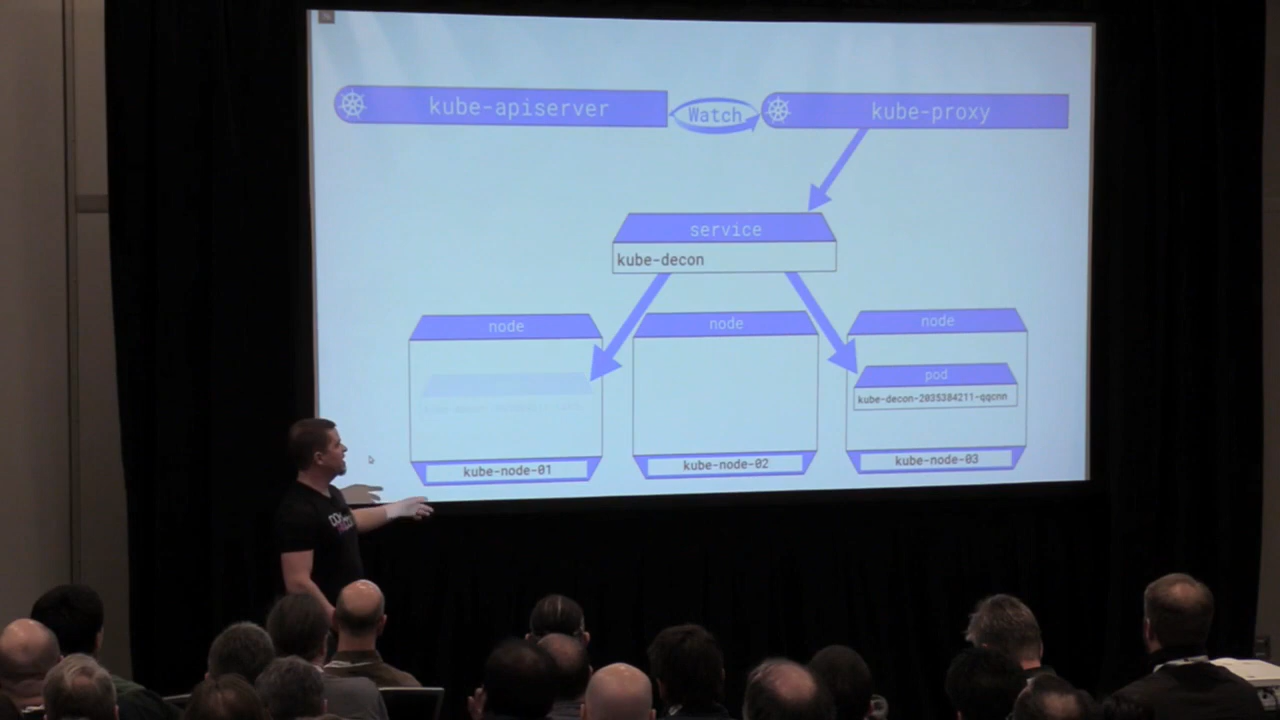 kube-apiserver
Watch
kube-proxy
service
kube-decon
node
node
node
pod
kube-decon-2035384211-qqcnn
kube-node-01
kube-node-02
kube-node-03